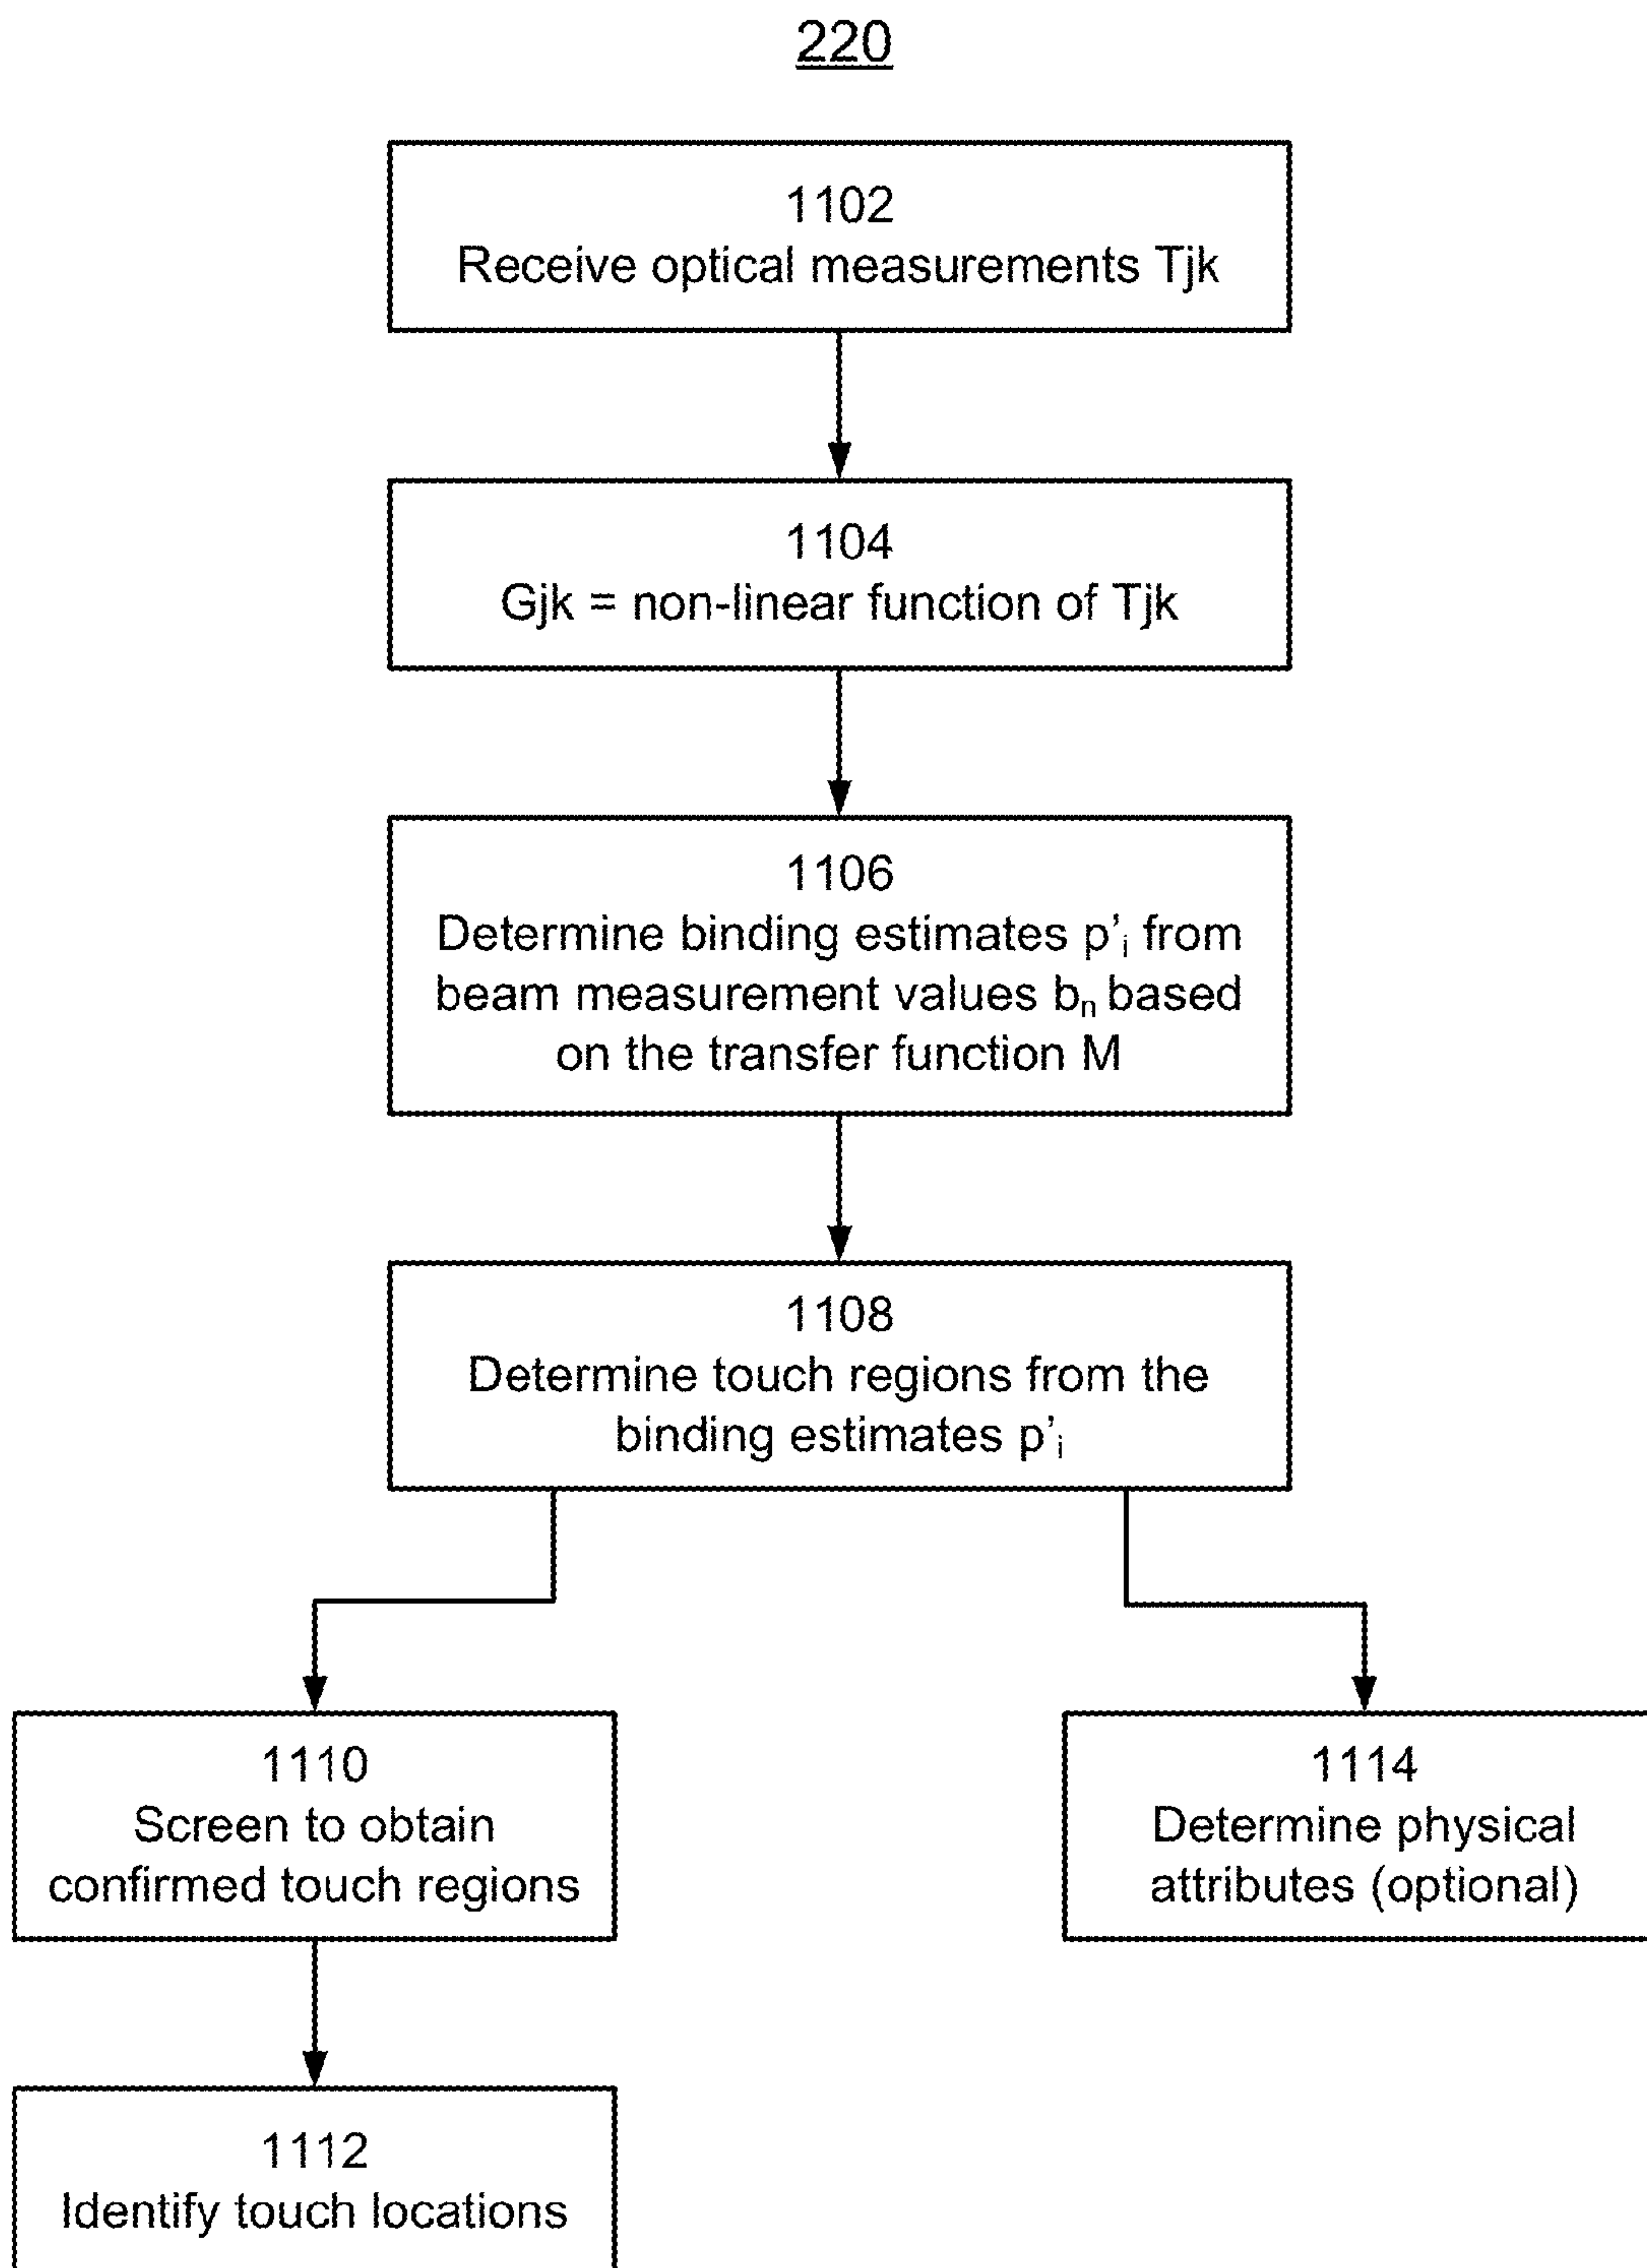 220
1102
Receive optical measurements Tjk
1104
Gjk = non-linear function of Tjk
1106
Determine binding estimates p’ᵢ from
beam measurement values bₙ based
on the transfer function M
1108
Determine touch regions from the
binding estimates p’ᵢ
1110
Screen to obtain
confirmed touch regions
1114
Determine physical
attributes (optional)
1112
Identify touch locations